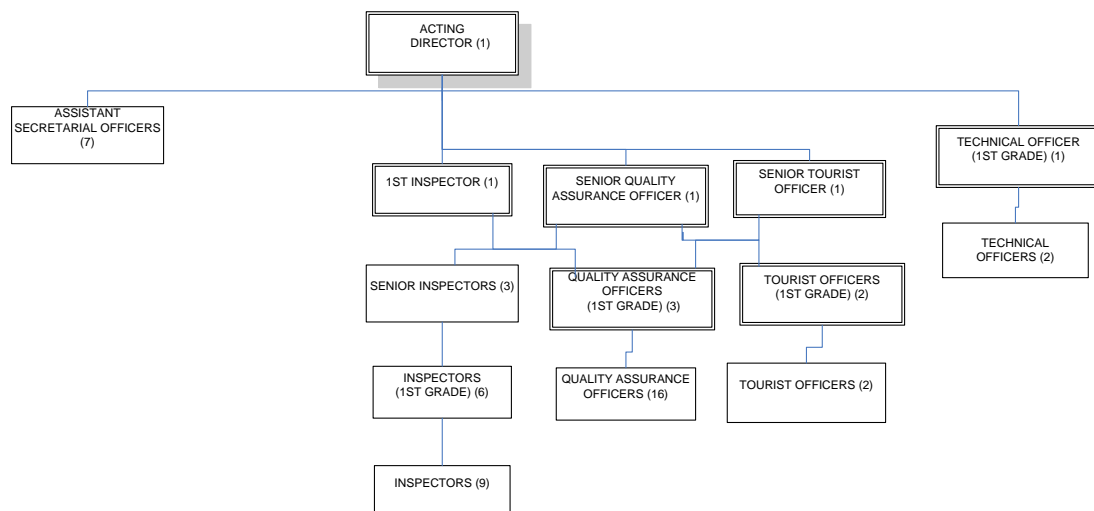 ACTING
DIRECTOR (1)
ASSISTANT
SECRETARIAL OFFICERS
(7)
TECHNICAL OFFICER
(1ST GRADE) (1)
1ST INSPECTOR (1)
SENIOR QUALITY
ASSURANCE OFFICER (1)
SENIOR TOURIST
OFFICER (1)
TECHNICAL
OFFICERS (2)
SENIOR INSPECTORS (3)
QUALITY ASSURANCE
OFFICERS
(1ST GRADE) (3)
TOURIST OFFICERS
(1ST GRADE) (2)
INSPECTORS
(1ST GRADE) (6)
QUALITY ASSURANCE
OFFICERS (16)
TOURIST OFFICERS (2)
INSPECTORS (9)